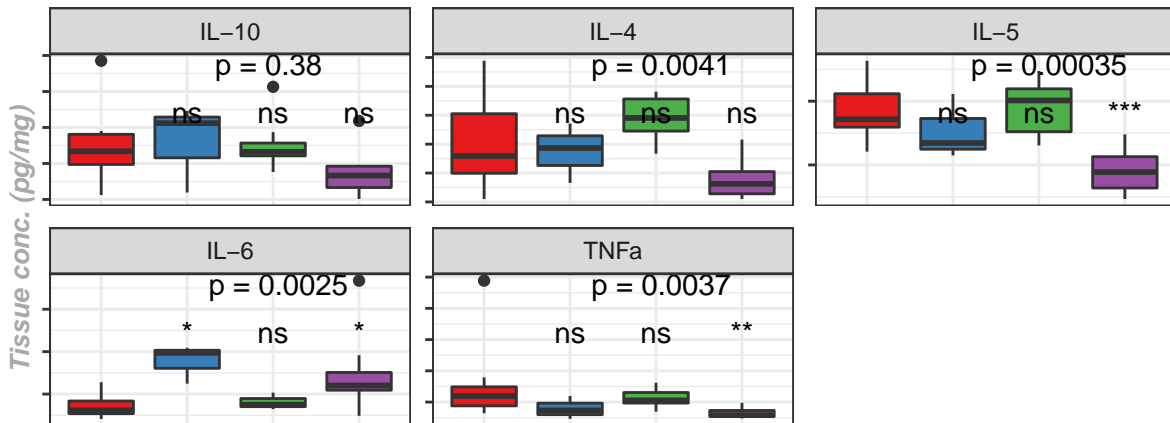 IL−10
IL−4
IL−5
p = 0.38
p = 0.0041
p = 0.00035
ns
ns
ns
ns
ns
ns
ns
ns
***
Tissue conc. (pg/mg)
IL−6
TNFa
p = 0.0025
p = 0.0037
*
ns
*
ns
ns
**